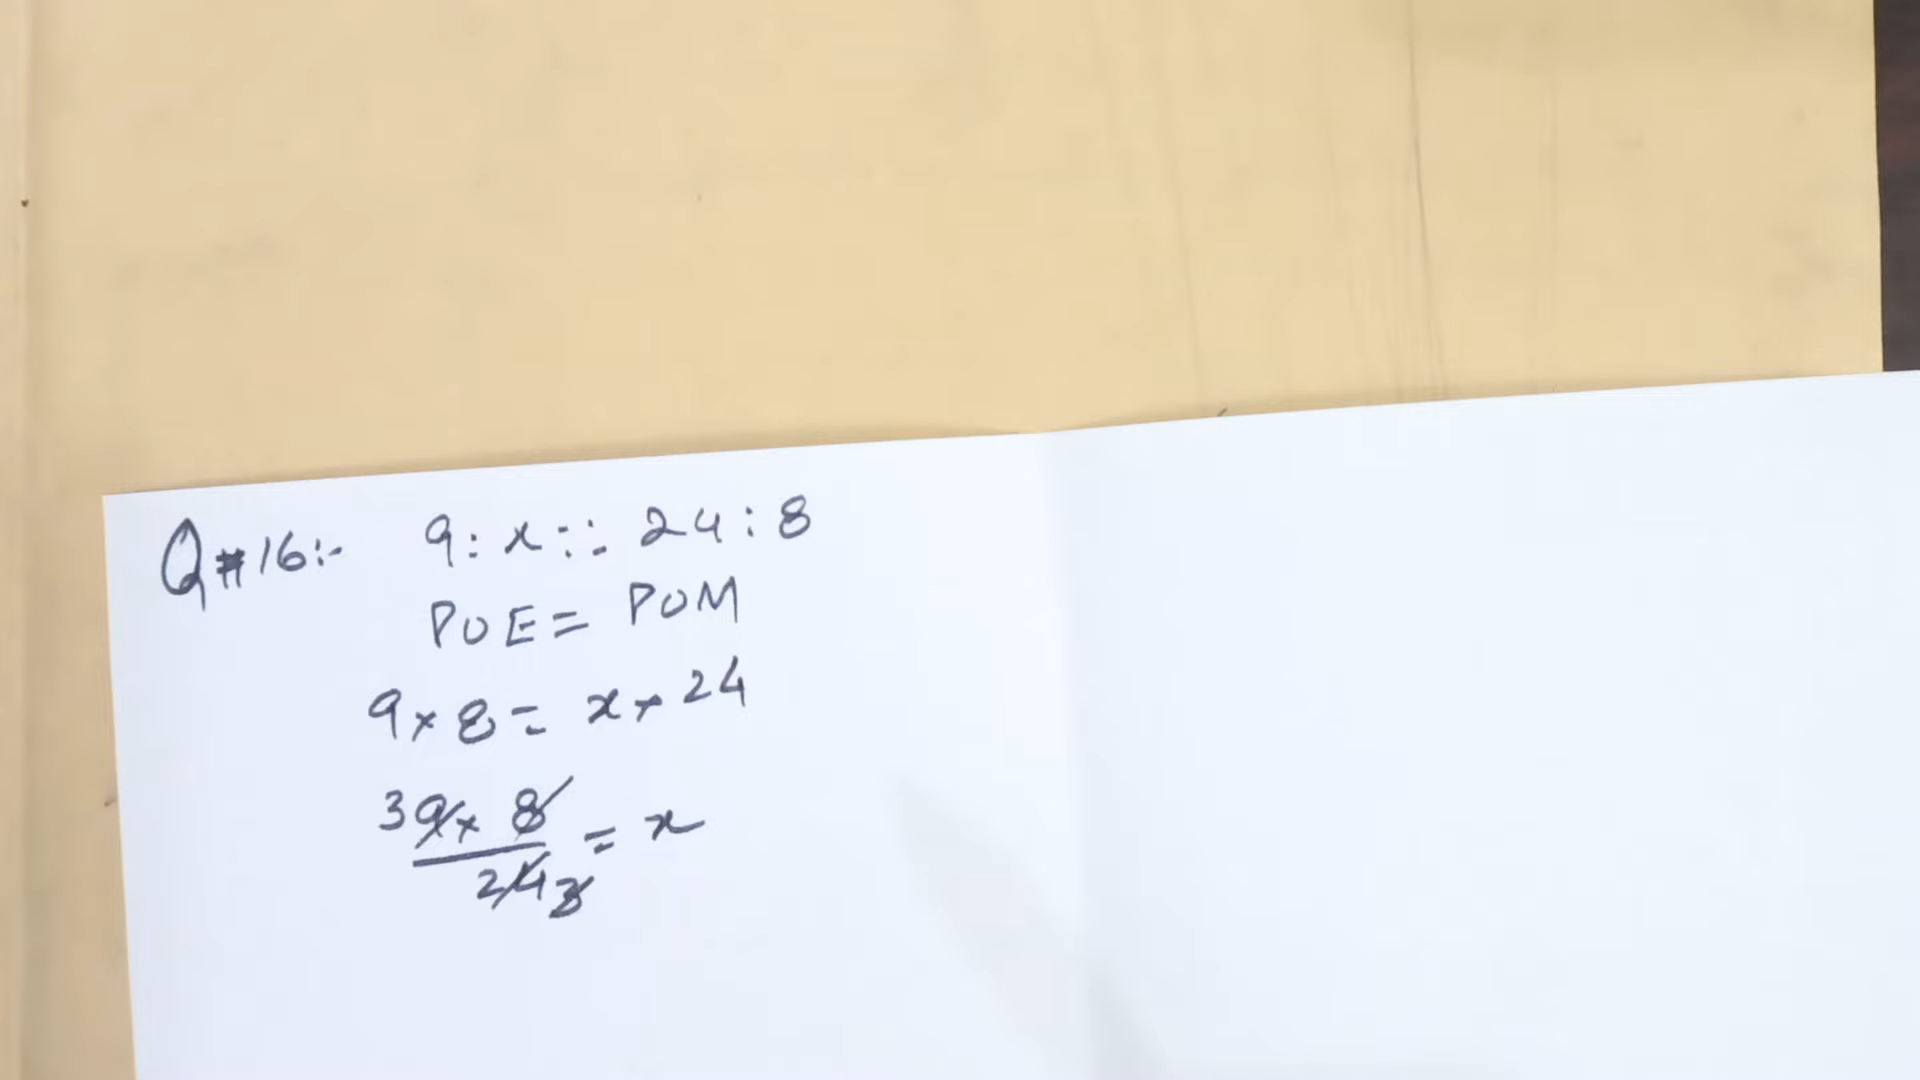 Q#16:- 9 : x :: 24 : 8
POE = POM
9 × 8 = x × 24
3 9 × 8
24 3 = x